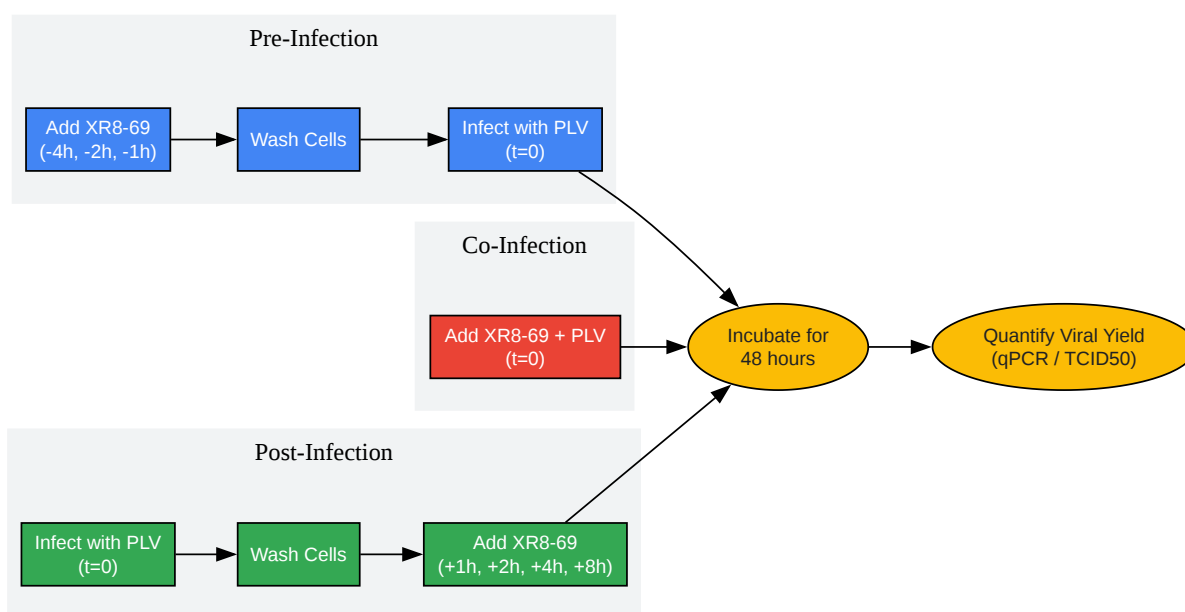 Pre-Infection
Add XR8-69
(-4h, -2h, -1h)
Wash Cells
Infect with PLV
(t=0)
Co-Infection
Add XR8-69 + PLV
(t=0)
Incubate for
48 hours
Quantify Viral Yield
(qPCR / TCID50)
Post-Infection
Infect with PLV
(t=0)
Wash Cells
Add XR8-69
(+1h, +2h, +4h, +8h)